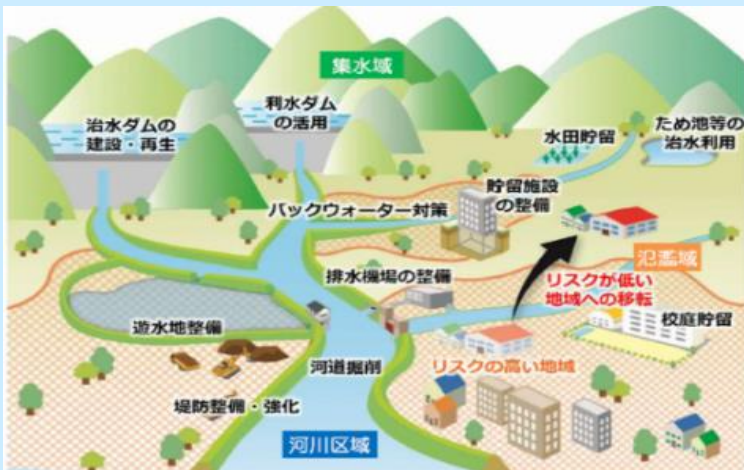 集水域
治水ダムの
建設・再生
利水ダム
の活用
水田貯留
ため池等の
治水利用
バックウォーター対策
貯留施設
の整備
氾濫域
排水機場の整備
リスクが低い
地域への移転
遊水地整備
校庭貯留
河道掘削
リスクの高い地域
堤防整備・強化
河川区域